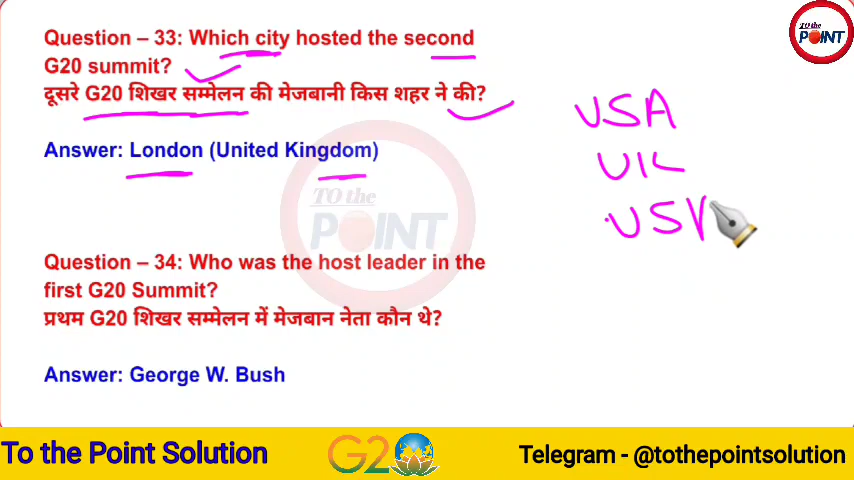 Question – 33: Which city hosted the second
G20 summit?
दूसरे G20 शिखर सम्मेलन की मेजबानी किस शहर ने की?
Answer: London (United Kingdom)
Question – 34: Who was the host leader in the
first G20 Summit?
प्रथम G20 शिखर सम्मेलन में मेजबान नेता कौन थे?
Answer: George W. Bush
USA
UK
TO the
POINT
TO the
POINT
To the Point Solution
G20
Telegram - @tothepointsolution